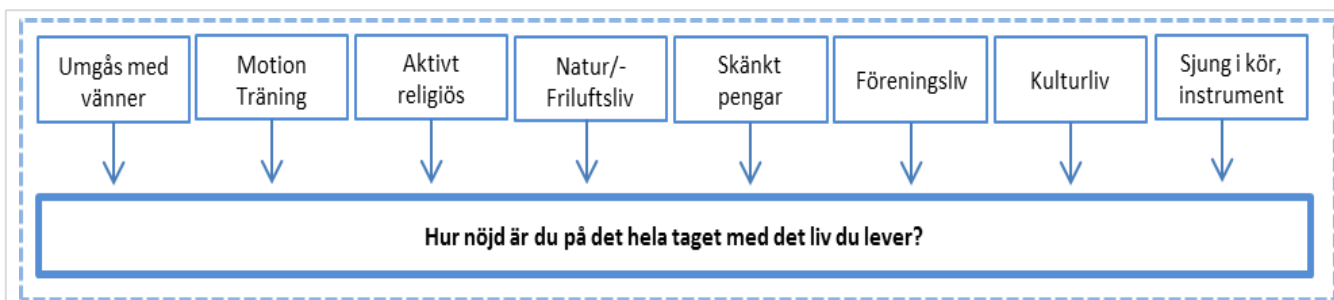 Umgås med
vänner
Motion
Träning
Aktivt
religiös
Natur/-
Friluftsliv
Skänkt
pengar
Föreningsliv
Kulturliv
Sjung i kör,
instrument
Hur nöjd är du på det hela taget med det liv du lever?